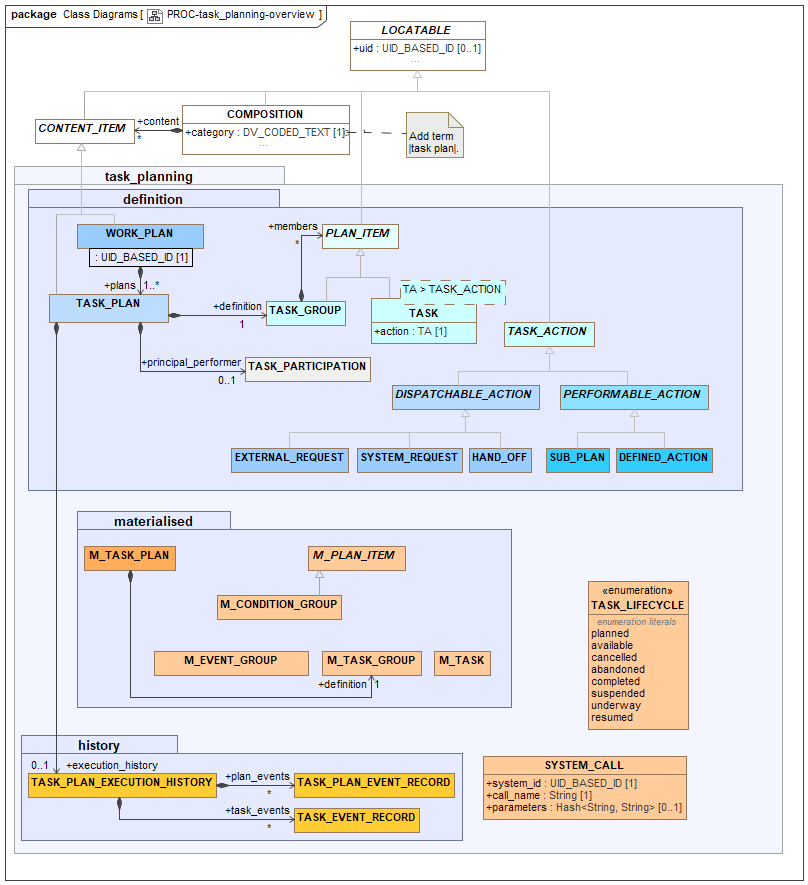 package Class Diagrams [ PROC-task_planning-overview ]
LOCATABLE
+uid : UID_BASED_ID [0..1]
...
CONTENT_ITEM
+content
*
COMPOSITION
+category : DV_CODED_TEXT [1]
...
Add term
|task plan|.
task_planning
definition
WORK_PLAN
: UID_BASED_ID [1]
+plans
1..*
+members
*
PLAN_ITEM
TASK_PLAN
+definition
1
TASK_GROUP
TA > TASK_ACTION
TASK
+action : TA [1]
TASK_ACTION
+principal_performer
0..1
TASK_PARTICIPATION
DISPATCHABLE_ACTION
PERFORMABLE_ACTION
EXTERNAL_REQUEST
SYSTEM_REQUEST
HAND_OFF
SUB_PLAN
DEFINED_ACTION
materialised
M_TASK_PLAN
M_PLAN_ITEM
M_CONDITION_GROUP
M_EVENT_GROUP
M_TASK_GROUP
M_TASK
+definition
1
«enumeration»
TASK_LIFECYCLE
enumeration literals
planned
available
cancelled
abandoned
completed
suspended
underway
resumed
history
0..1
+execution_history
TASK_PLAN_EXECUTION_HISTORY
+plan_events
*
TASK_PLAN_EVENT_RECORD
+task_events
*
TASK_EVENT_RECORD
SYSTEM_CALL
+system_id : UID_BASED_ID [1]
+call_name : String [1]
+parameters : Hash<String, String> [0..1]